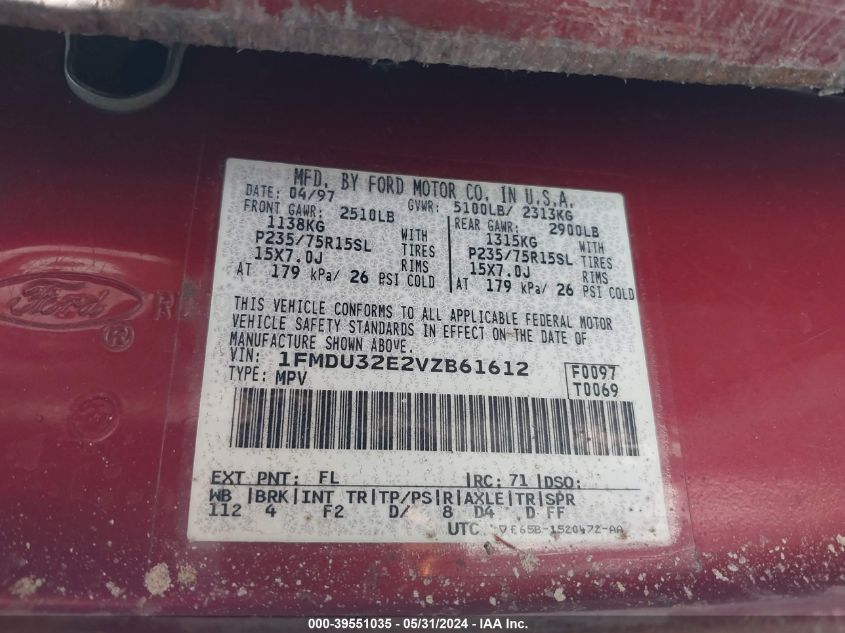 MFD. BY FORD MOTOR CO. IN U.S.A.
DATE: 04/97 GVWR: 5100LB/ 2313KG
FRONT GAWR: 2510LB REAR GAWR: 2900LB
1138KG WITH 1315KG WITH
P235/75R15SL TIRES P235/75R15SL TIRES
15X7.0J RIMS 15X7.0J RIMS
AT 179 kPa/ 26 PSI COLD AT 179 kPa/ 26 PSI COLD
THIS VEHICLE CONFORMS TO ALL APPLICABLE FEDERAL MOTOR
VEHICLE SAFETY STANDARDS IN EFFECT ON THE DATE OF
MANUFACTURE SHOWN ABOVE.
VIN: 1FMDU32E2VZB61612 F0097
TYPE: MPV T0069
EXT PNT: FL RC: 71 DSO:
WB BRK INT TR TP/PS R AXLE TR SPR
112 4 F2 D/ 8 D4 D FF
UTC
Ford
®
000-39551035 - 05/31/2024 - IAA Inc.